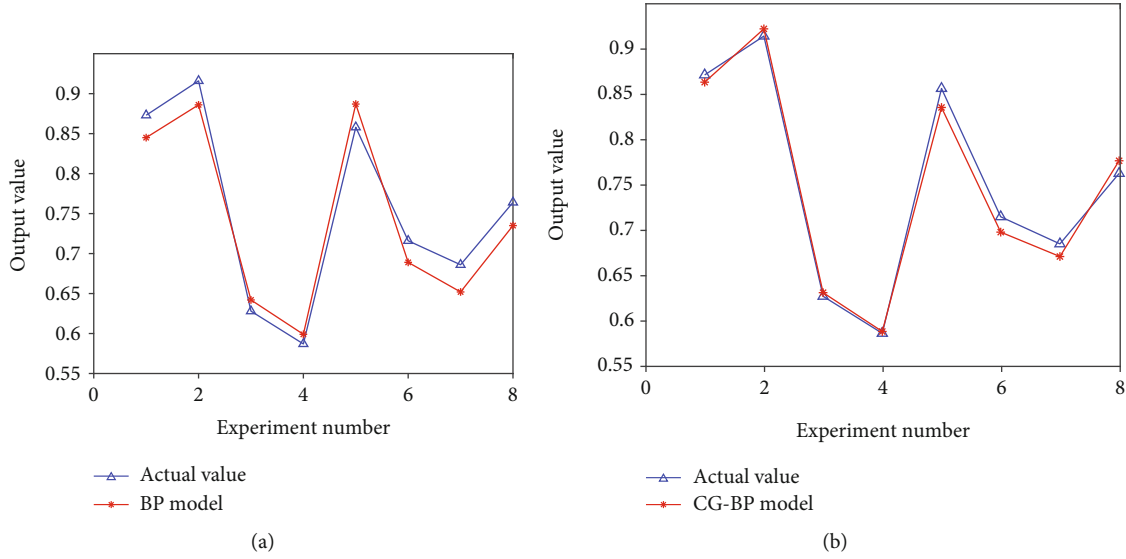 0.9
0.85
0.8
0.75
0.7
0.65
0.6
0.55
Output value
0 2 4 6 8
Experiment number
Actual value
BP model
(a)
0.9
0.85
0.8
0.75
0.7
0.65
0.6
0.55
Output value
0 2 4 6 8
Experiment number
Actual value
CG-BP model
(b)